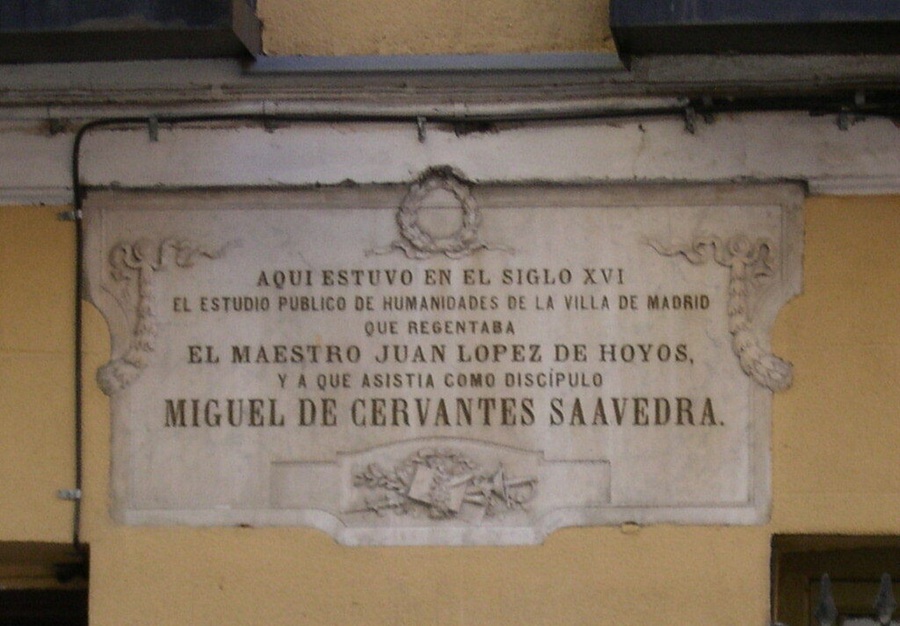 AQUI ESTUVO EN EL SIGLO XVI
EL ESTUDIO PUBLICO DE HUMANIDADES DE LA VILLA DE MADRID
QUE REGENTABA
EL MAESTRO JUAN LOPEZ DE HOYOS,
Y A QUE ASISTIA COMO DISCÍPULO
MIGUEL DE CERVANTES SAAVEDRA.